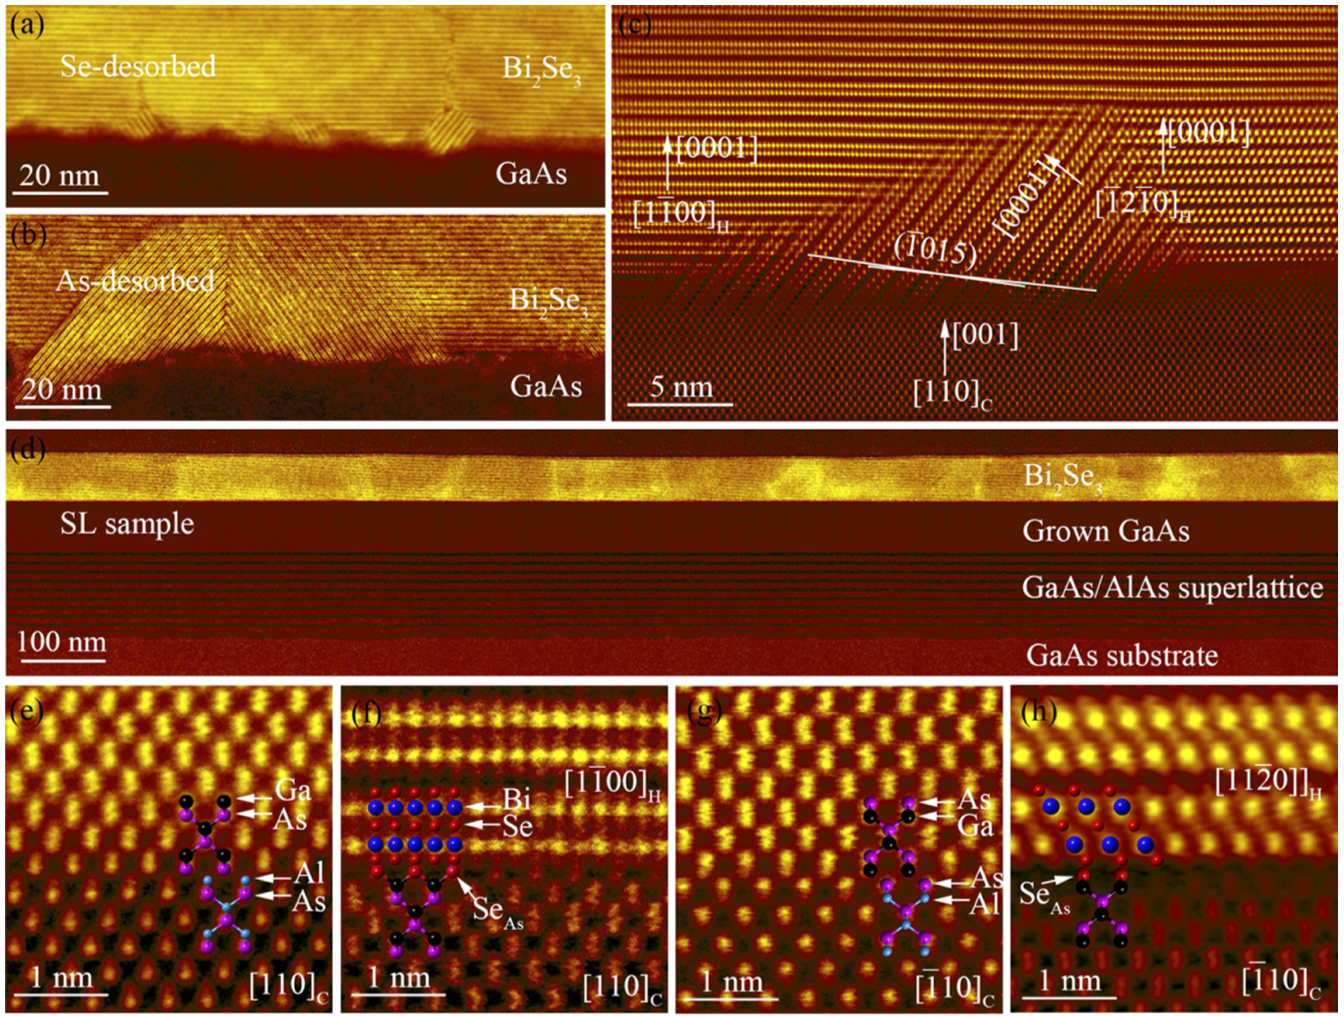 (a)
Se-desorbed
Bi₂Se₃
20 nm
GaAs
(b)
As-desorbed
Bi₂Se₃
20 nm
GaAs
(c)
[0001]
[11̄00]H
[0001]
[0001]
[1̄21̄0]H
(1̄015)
[001]
[110]C
5 nm
(d)
Bi₂Se₃
SL sample
Grown GaAs
GaAs/AlAs superlattice
100 nm
GaAs substrate
(e)
Ga
As
Al
As
1 nm
[110]C
(f)
[11̄00]H
Bi
Se
SeAs
1 nm
[110]C
(g)
As
Ga
As
Al
1 nm
[1̄10]C
(h)
[112̄0]]H
SeAs
1 nm
[1̄10]C